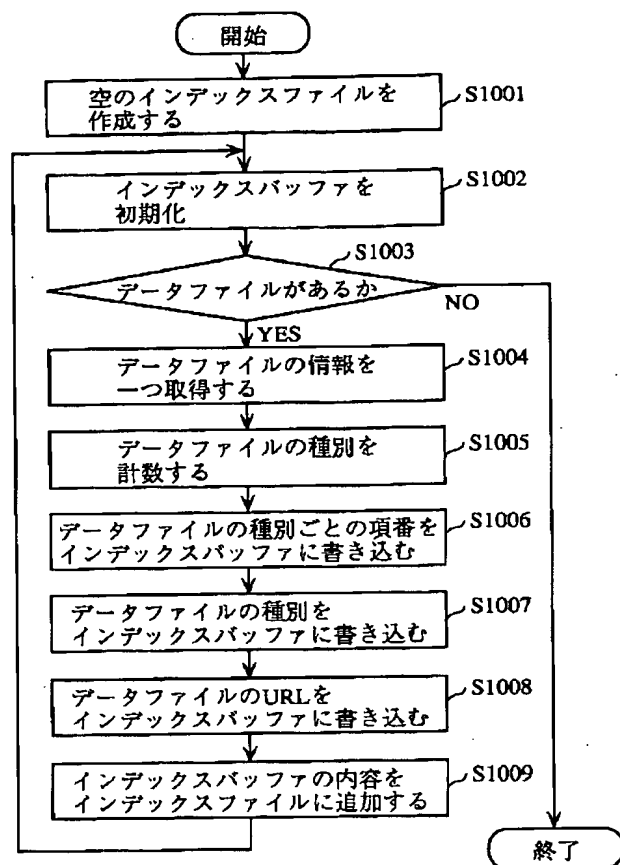 開始
空のインデックスファイルを
作成する
S1001
インデックスバッファを
初期化
S1002
S1003
データファイルがあるか
NO
YES
データファイルの情報を
一つ取得する
S1004
データファイルの種別を
計数する
S1005
データファイルの種別ごとの項番を
インデックスバッファに書き込む
S1006
データファイルの種別を
インデックスバッファに書き込む
S1007
データファイルのURLを
インデックスバッファに書き込む
S1008
インデックスバッファの内容を
インデックスファイルに追加する
S1009
終了